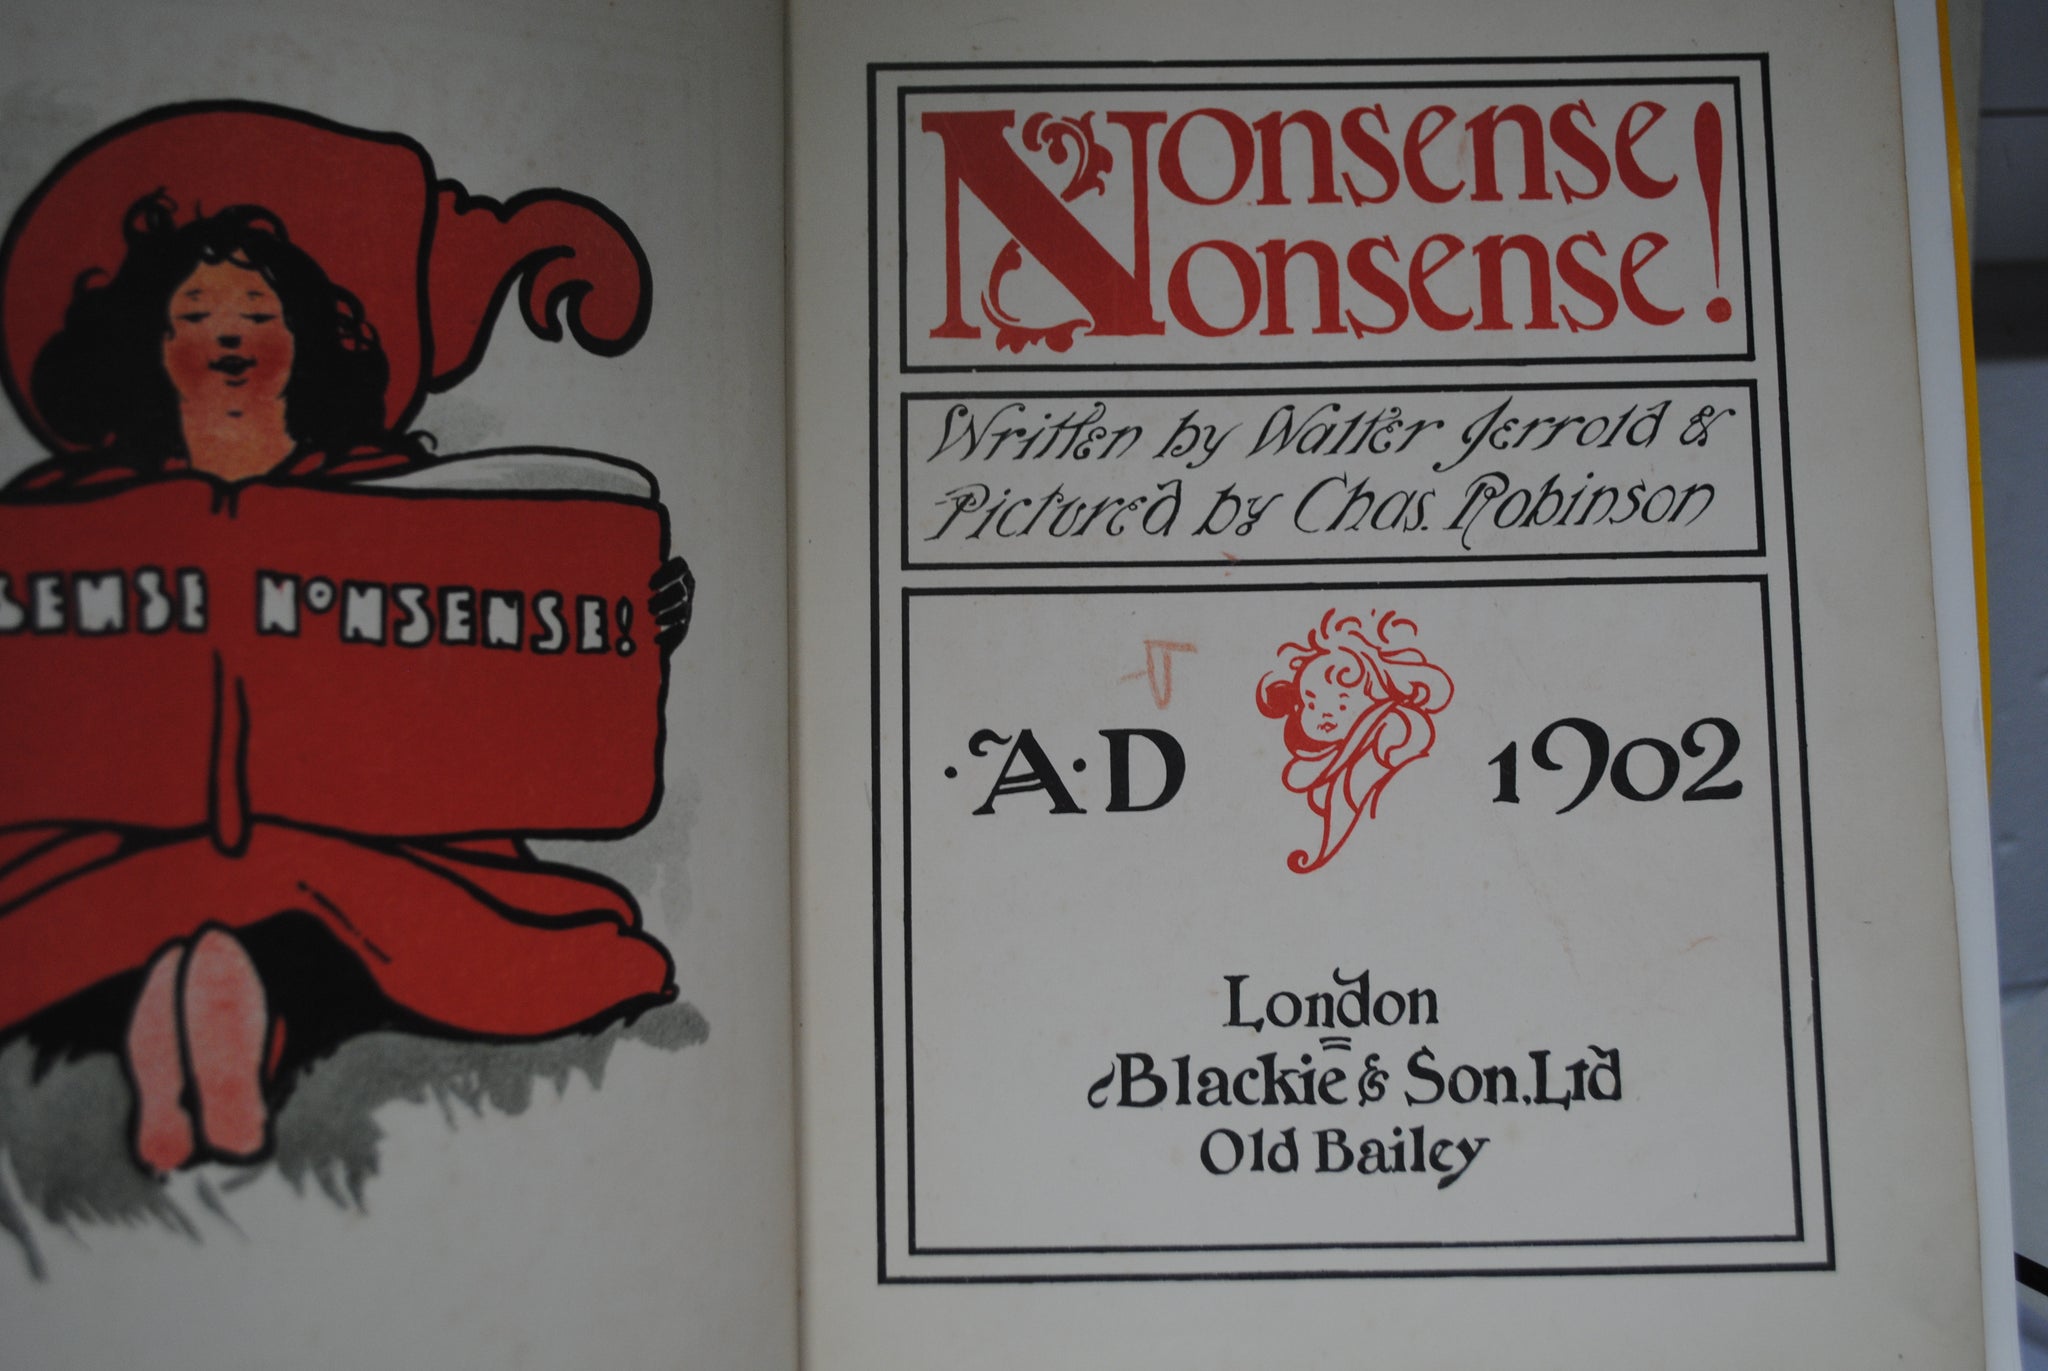 SENSE NONSENSE!
Nonsense
Nonsense!
Written by Walter Jerrold &
Pictured by Chas. Robinson
·A·D 1902
London
Blackie & Son. Ltd
Old Bailey